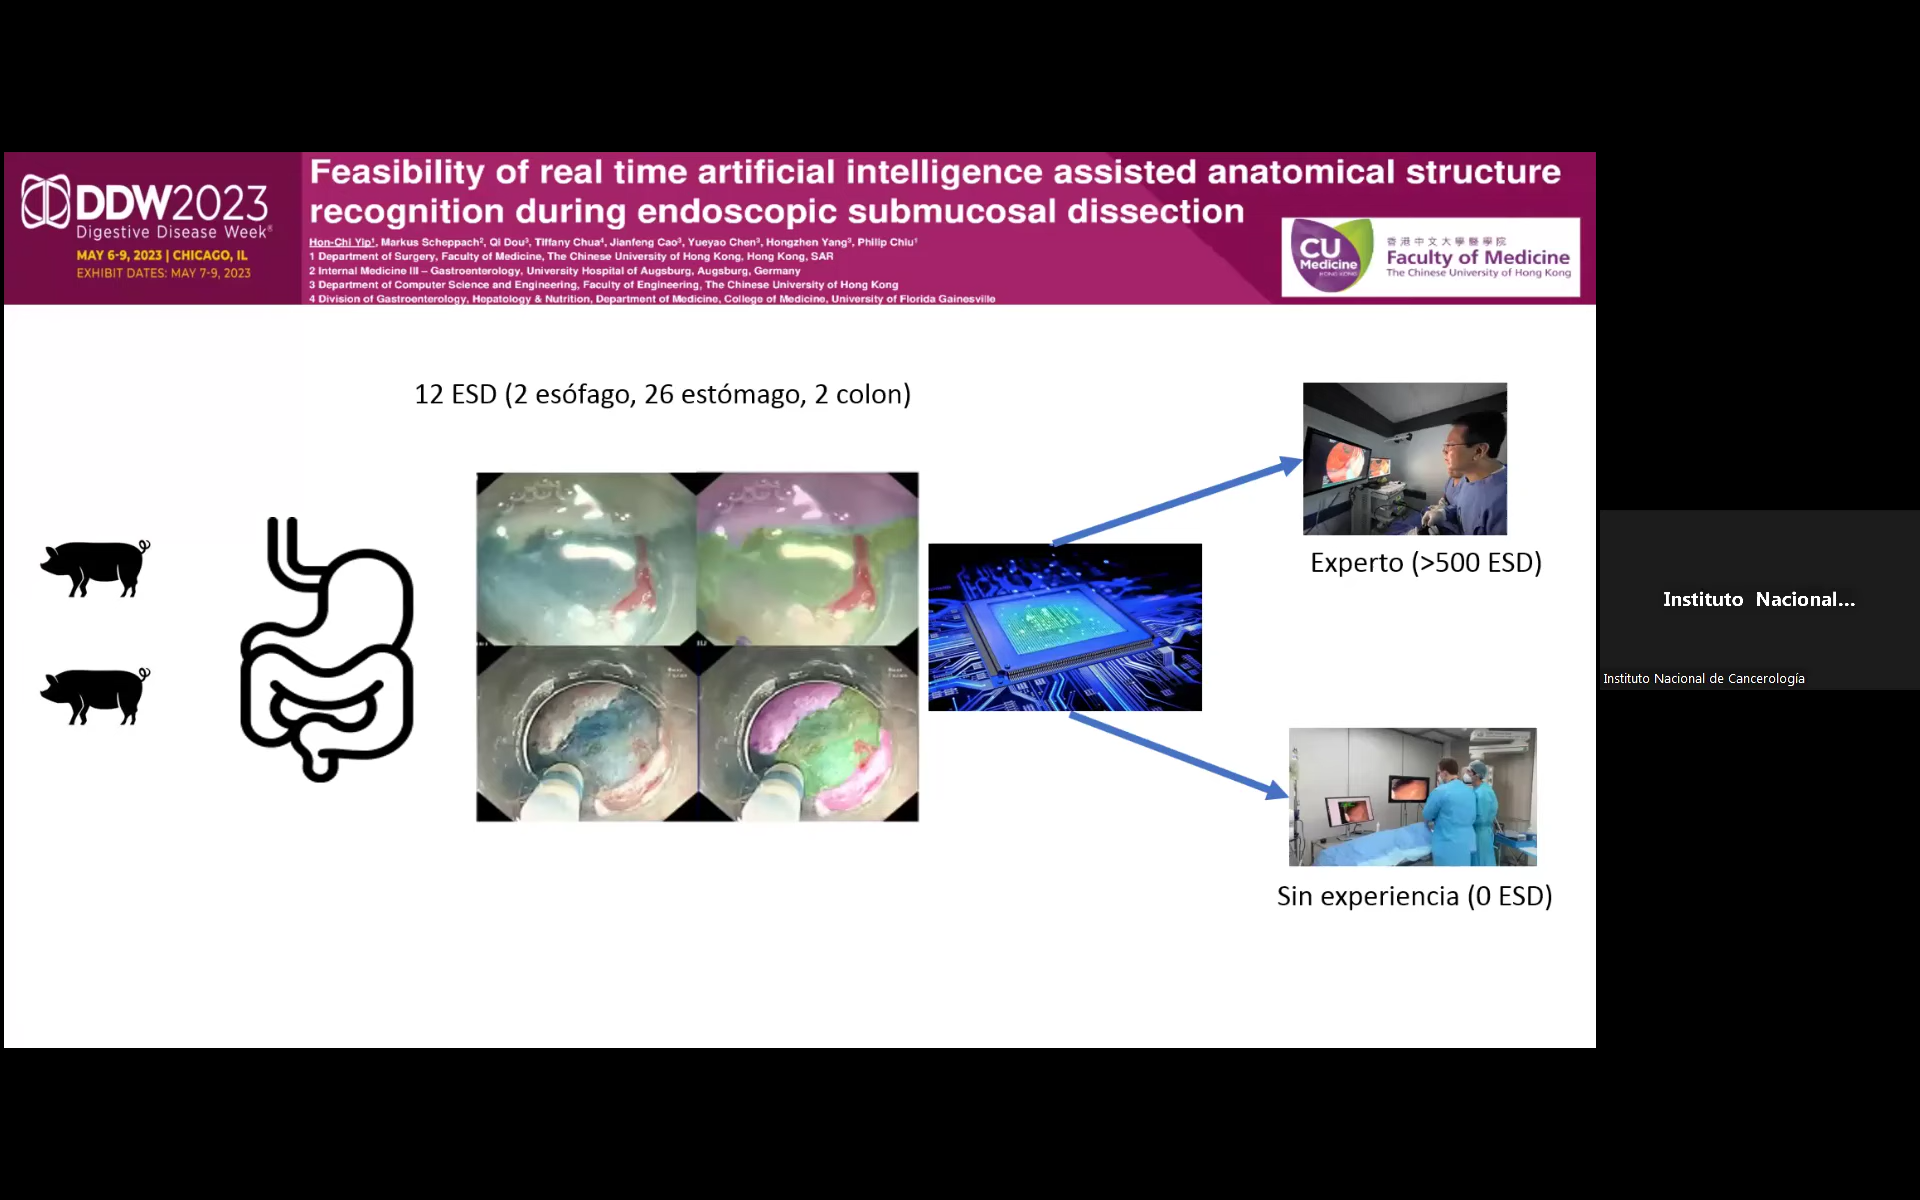 DDW2023
Digestive Disease Week®
MAY 6-9, 2023 | CHICAGO, IL
EXHIBIT DATES: MAY 7-9, 2023
Feasibility of real time artificial intelligence assisted anatomical structure
recognition during endoscopic submucosal dissection
Hon-Chi Yip¹, Markus Scheppach², Qi Dou³, Tiffany Chua⁴, Jianfeng Cao³, Yueyao Chen³, Hongzhen Yang³, Philip Chiu¹
1 Department of Surgery, Faculty of Medicine, The Chinese University of Hong Kong, Hong Kong, SAR
2 Internal Medicine III – Gastroenterology, University Hospital of Augsburg, Augsburg, Germany
3 Department of Computer Science and Engineering, Faculty of Engineering, The Chinese University of Hong Kong
4 Division of Gastroenterology, Hepatology & Nutrition, Department of Medicine, College of Medicine, University of Florida Gainesville
CU
Medicine
HONG KONG
香港中文大學醫學院
Faculty of Medicine
The Chinese University of Hong Kong
12 ESD (2 esófago, 26 estómago, 2 colon)
Experto (>500 ESD)
Sin experiencia (0 ESD)
Instituto Nacional...
Instituto Nacional de Cancerología